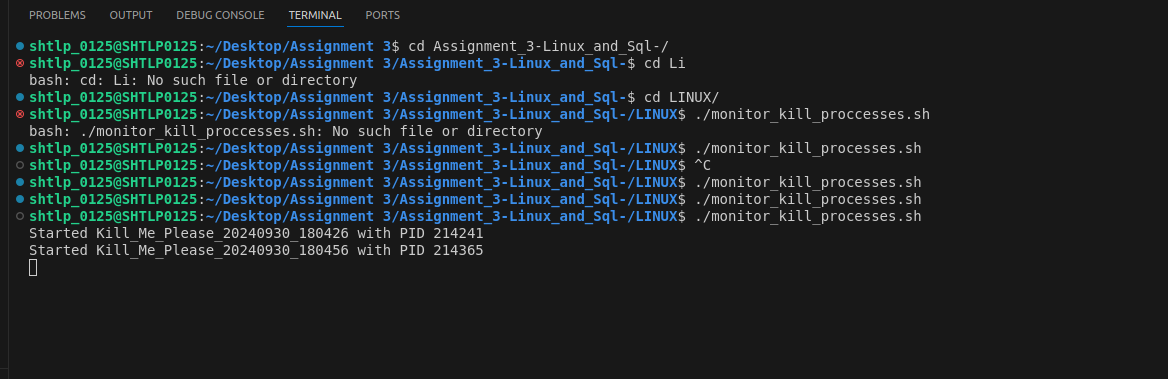 PROBLEMS OUTPUT DEBUG CONSOLE TERMINAL PORTS
shtlp_0125@SHTLP0125:~/Desktop/Assignment 3$ cd Assignment_3-Linux_and_Sql-/
shtlp_0125@SHTLP0125:~/Desktop/Assignment 3/Assignment_3-Linux_and_Sql-$ cd Li
bash: cd: Li: No such file or directory
shtlp_0125@SHTLP0125:~/Desktop/Assignment 3/Assignment_3-Linux_and_Sql-$ cd LINUX/
shtlp_0125@SHTLP0125:~/Desktop/Assignment 3/Assignment_3-Linux_and_Sql-/LINUX$ ./monitor_kill_proccesses.sh
bash: ./monitor_kill_proccesses.sh: No such file or directory
shtlp_0125@SHTLP0125:~/Desktop/Assignment 3/Assignment_3-Linux_and_Sql-/LINUX$ ./monitor_kill_processes.sh
shtlp_0125@SHTLP0125:~/Desktop/Assignment 3/Assignment_3-Linux_and_Sql-/LINUX$ ^C
shtlp_0125@SHTLP0125:~/Desktop/Assignment 3/Assignment_3-Linux_and_Sql-/LINUX$ ./monitor_kill_processes.sh
shtlp_0125@SHTLP0125:~/Desktop/Assignment 3/Assignment_3-Linux_and_Sql-/LINUX$ ./monitor_kill_processes.sh
shtlp_0125@SHTLP0125:~/Desktop/Assignment 3/Assignment_3-Linux_and_Sql-/LINUX$ ./monitor_kill_processes.sh
Started Kill_Me_Please_20240930_180426 with PID 214241
Started Kill_Me_Please_20240930_180456 with PID 214365